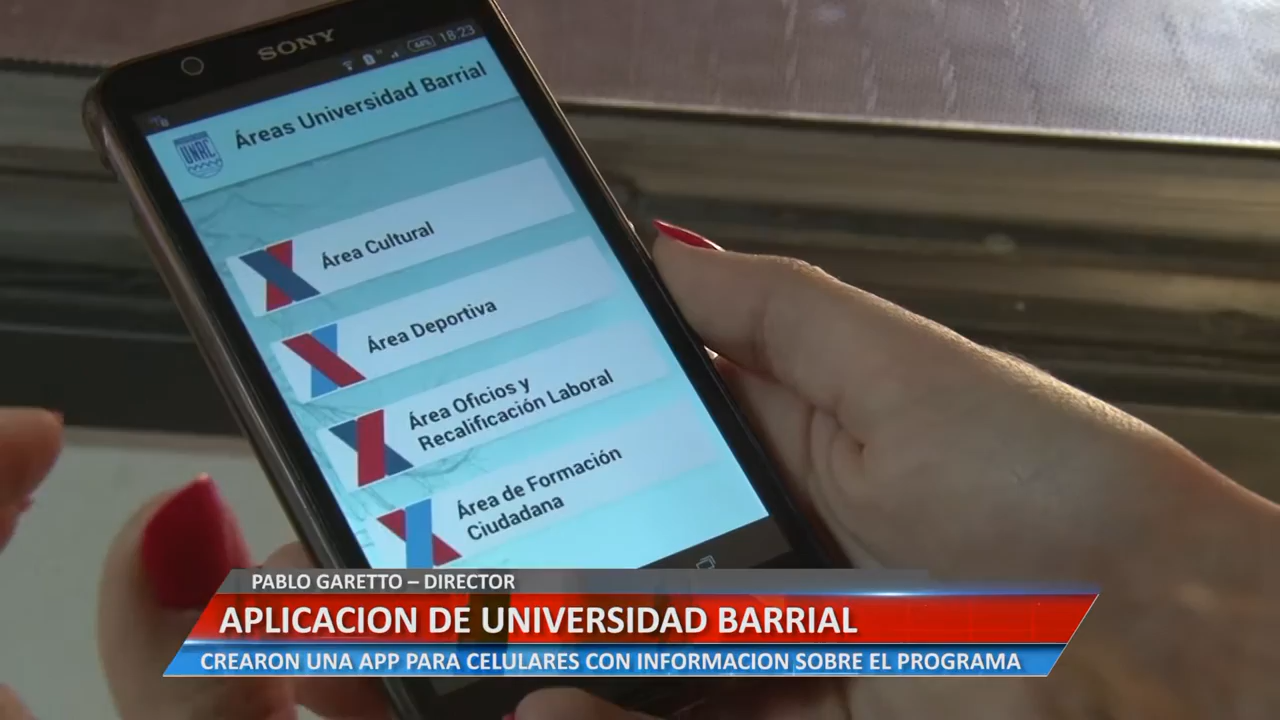 SONY
44%
18:23
UNRC
Áreas Universidad Barrial
Área Cultural
Área Deportiva
Área Oficios y
Recalificación Laboral
Área de Formación
Ciudadana
PABLO GARETTO – DIRECTOR
APLICACION DE UNIVERSIDAD BARRIAL
CREARON UNA APP PARA CELULARES CON INFORMACION SOBRE EL PROGRAMA